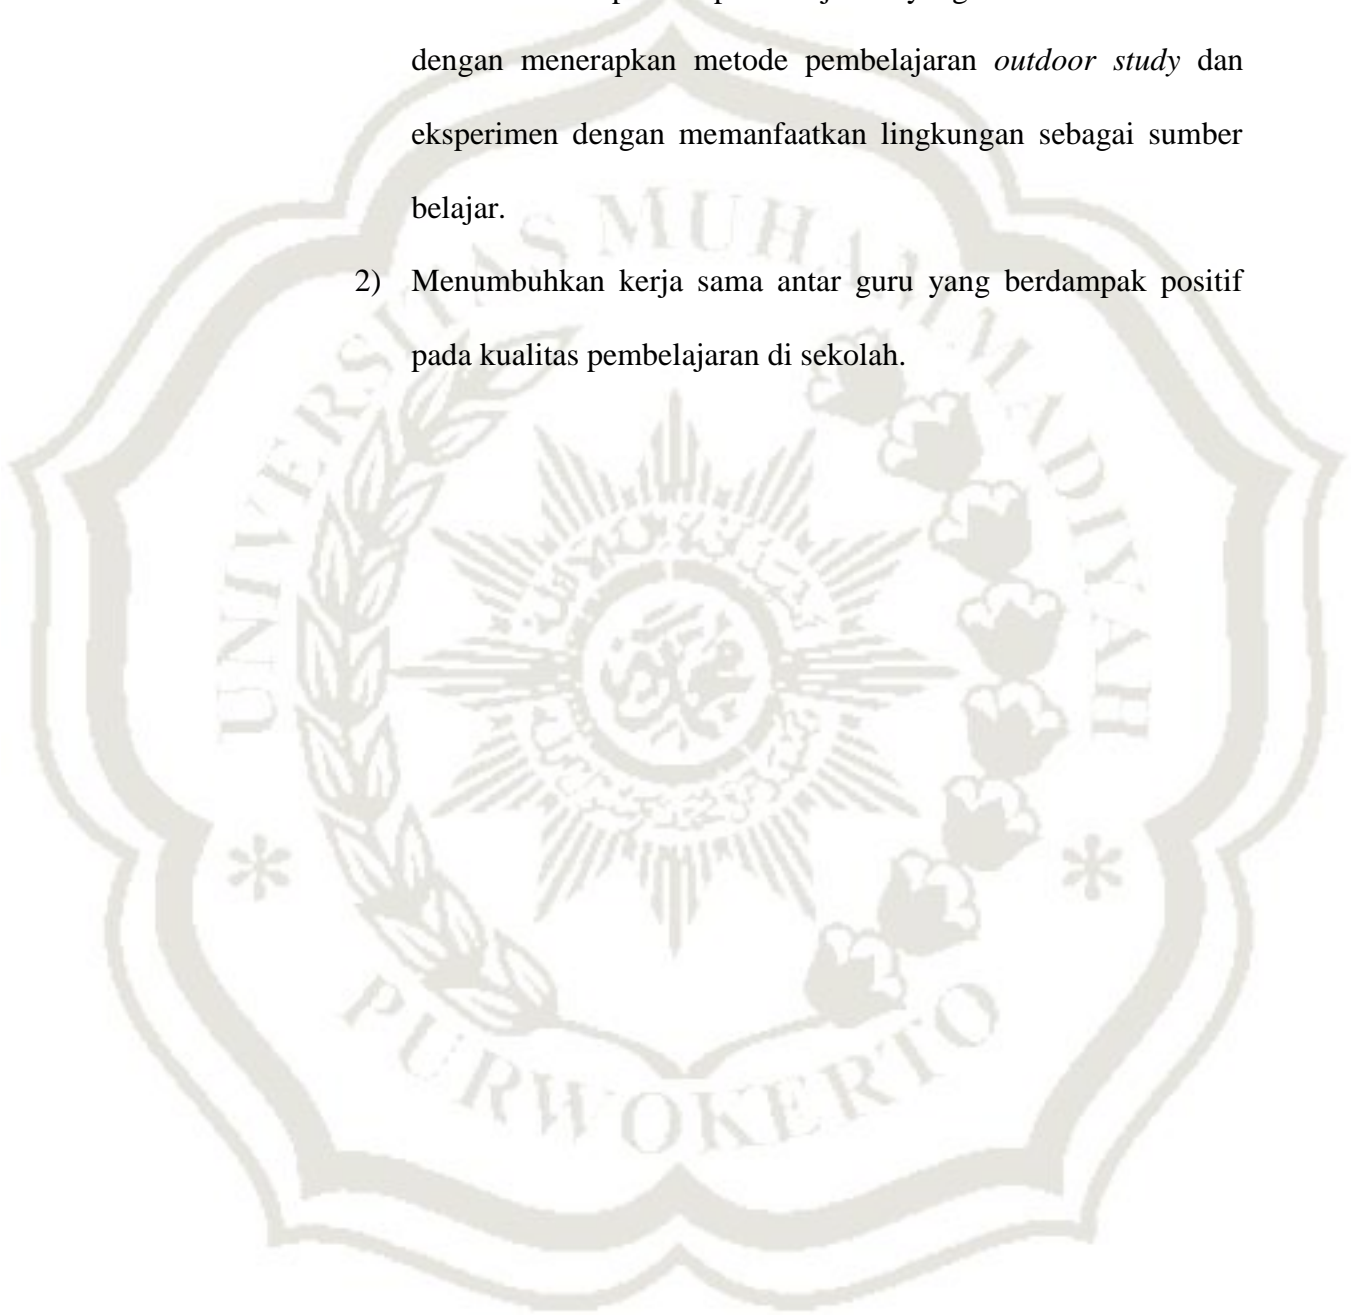 dengan menerapkan metode pembelajaran outdoor study dan
eksperimen dengan memanfaatkan lingkungan sebagai sumber
belajar.
2) Menumbuhkan kerja sama antar guru yang berdampak positif
pada kualitas pembelajaran di sekolah.
UNIVERSITAS MUHAMMADIYAH
PURWOKERTO